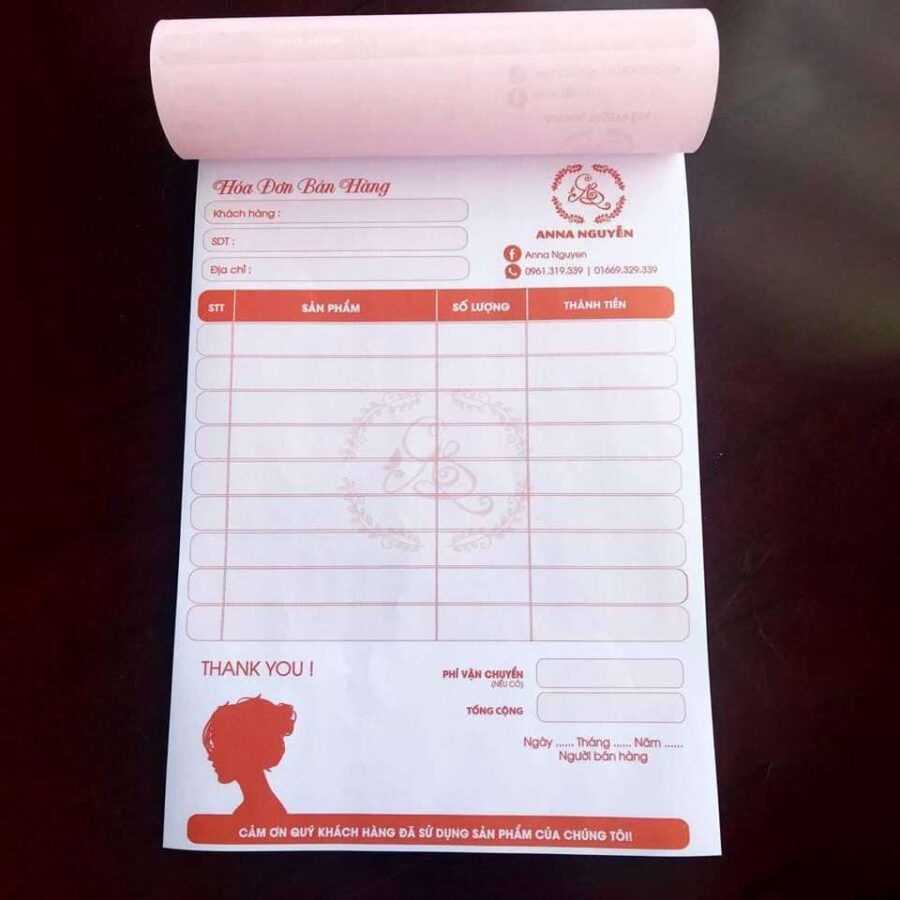 Hóa Đơn Bán Hàng
Khách hàng :
SDT :
Địa chỉ :
ANNA NGUYỄN
Anna Nguyen
0961.319.339 | 01669.329.339
STT SẢN PHẨM SỐ LƯỢNG THÀNH TIỀN
THANK YOU !
PHÍ VẬN CHUYỂN
(NẾU CÓ)
TỔNG CỘNG
Ngày ...... Tháng ...... Năm ......
Người bán hàng
CẢM ƠN QUÝ KHÁCH HÀNG ĐÃ SỬ DỤNG SẢN PHẨM CỦA CHÚNG TÔI!!